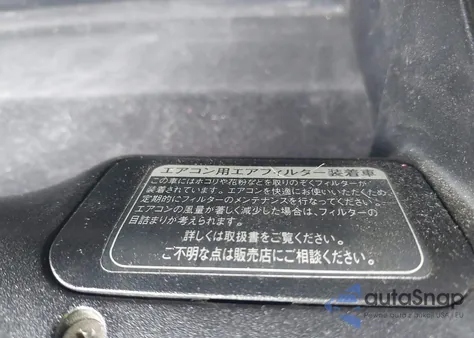 エアコン用エアフィルター装着車
この車にはホコリや花粉などを取りのぞくフィルターが
装着されています。エアコンを快適にお使いいただくため、
定期的にフィルターのメンテナンスを行なってください。
エアコンの風量が著しく減少した場合は、フィルターの
目詰まりが考えられます。
詳しくは取扱書をご覧ください。
ご不明な点は販売店にご相談ください。
autaSnap